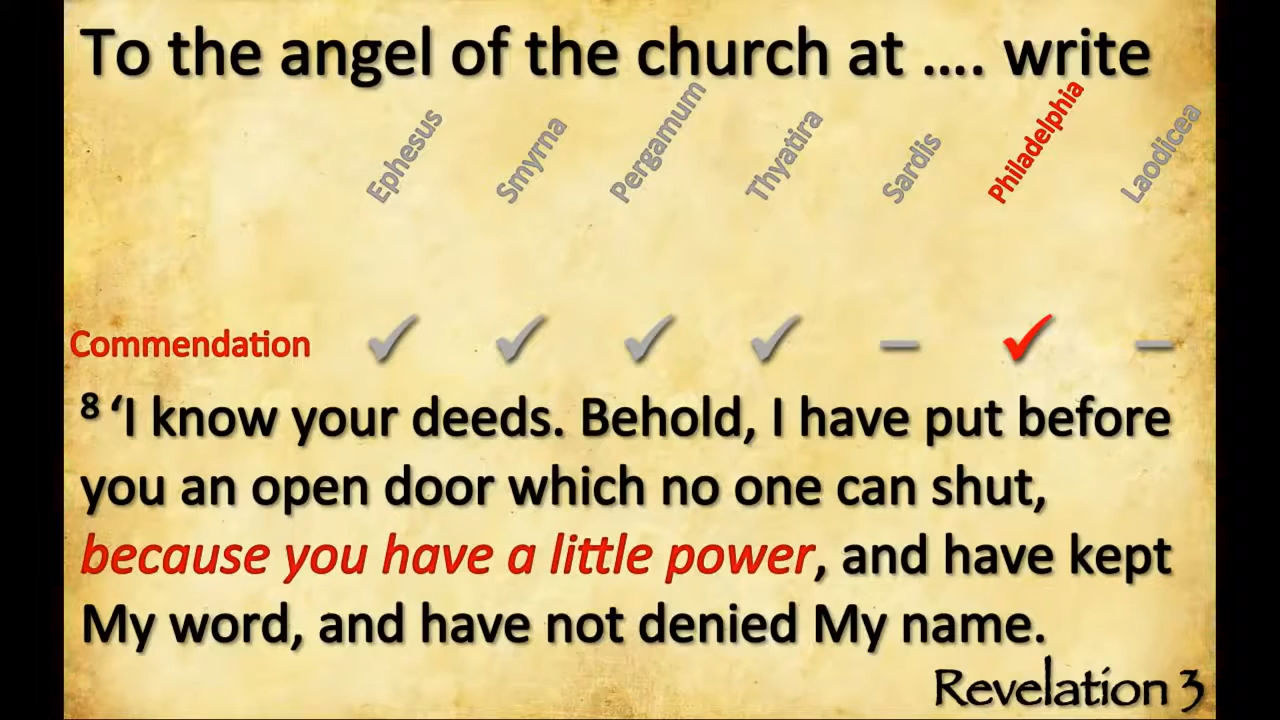 To the angel of the church at .... write
Ephesus Smyrna Pergamum Thyatira Sardis Philadelphia Laodicea
Commendation ✓ ✓ ✓ ✓ – ✓ –
8 ‘I know your deeds. Behold, I have put before
you an open door which no one can shut,
because you have a little power, and have kept
My word, and have not denied My name.
Revelation 3